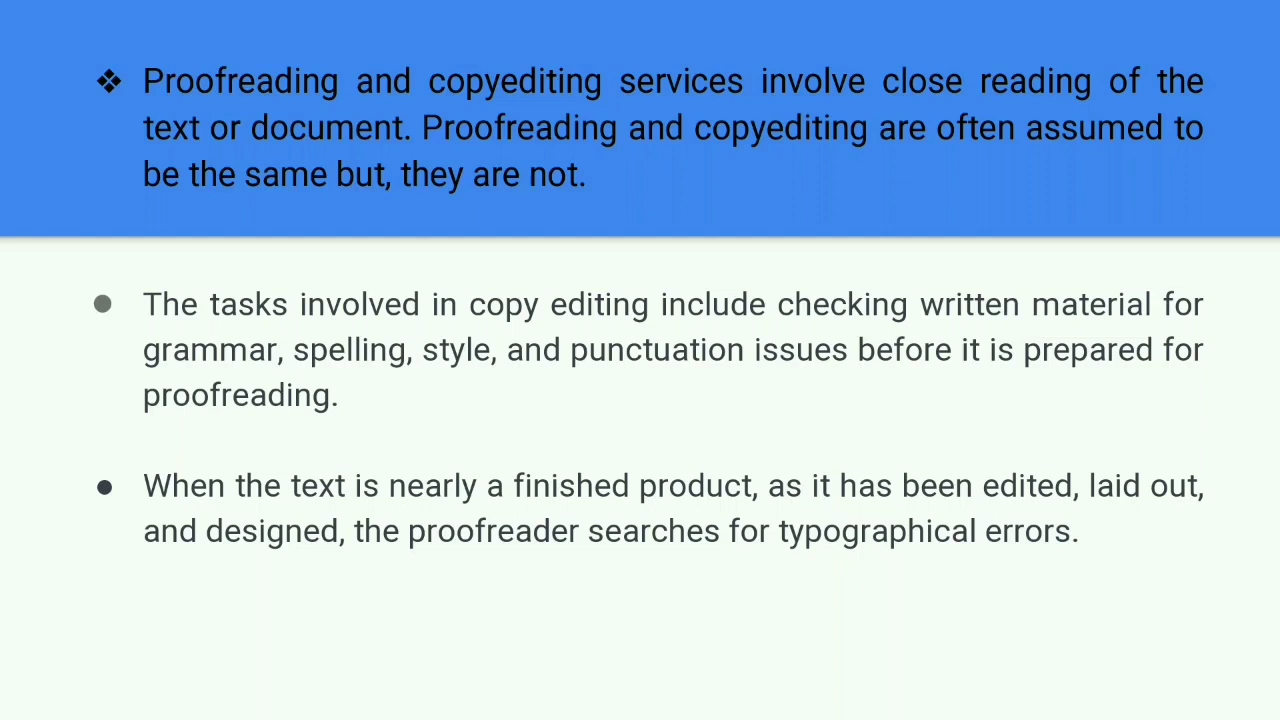 ❖ Proofreading and copyediting services involve close reading of the
text or document. Proofreading and copyediting are often assumed to
be the same but, they are not.
● The tasks involved in copy editing include checking written material for
grammar, spelling, style, and punctuation issues before it is prepared for
proofreading.
● When the text is nearly a finished product, as it has been edited, laid out,
and designed, the proofreader searches for typographical errors.